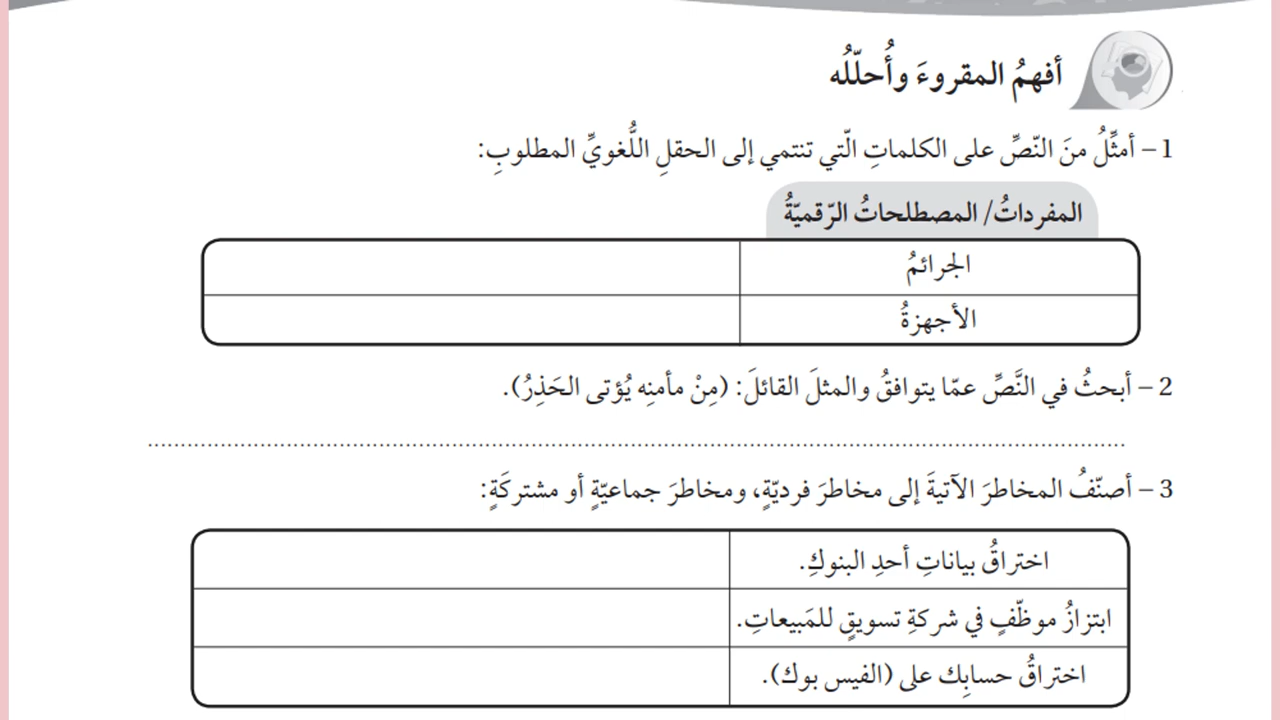 أفهمُ المقروءَ وأُحلّلُه
1 – أمثِّلُ منَ النّصِّ على الكلماتِ الّتي تنتمي إلى الحقلِ اللُّغويِّ المطلوبِ:
المفرداتُ/ المصطلحاتُ الرّقميّةُ
الجرائمُ
الأجهزةُ
2 – أبحثُ في النَّصِّ عمّا يتوافقُ والمثلَ القائلَ: (مِنْ مأمنِه يُؤتى الحَذِرُ).
3 – أصنّفُ المخاطرَ الآتيةَ إلى مخاطرَ فرديّةٍ، ومخاطرَ جماعيّةٍ أو مشتركَةٍ:
اختراقُ بياناتِ أحدِ البنوكِ.
ابتزازُ موظّفٍ في شركةِ تسويقٍ للمَبيعاتِ.
اختراقُ حسابِك على (الفيس بوك).